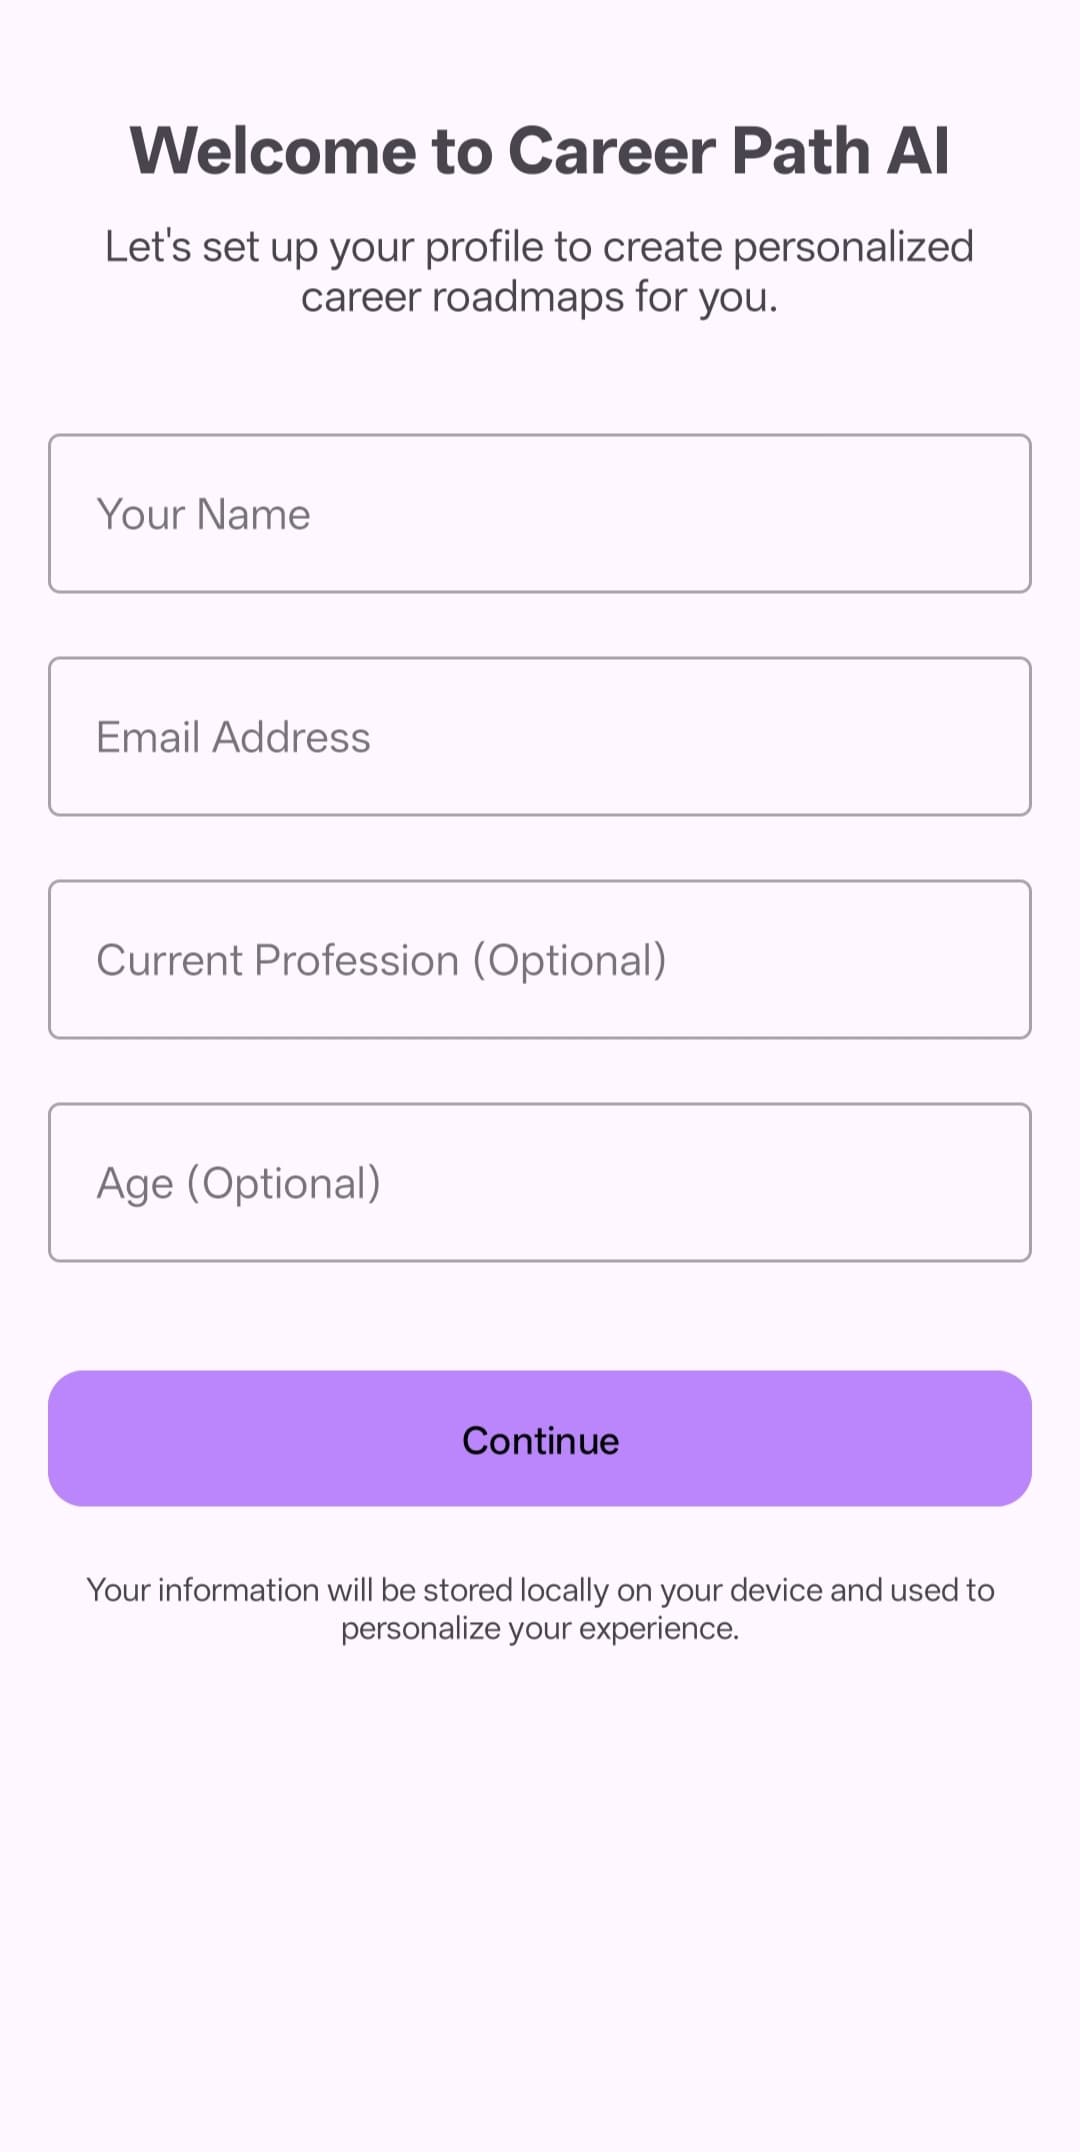 Welcome to Career Path AI
Let's set up your profile to create personalized
career roadmaps for you.
Your Name
Email Address
Current Profession (Optional)
Age (Optional)
Continue
Your information will be stored locally on your device and used to
personalize your experience.